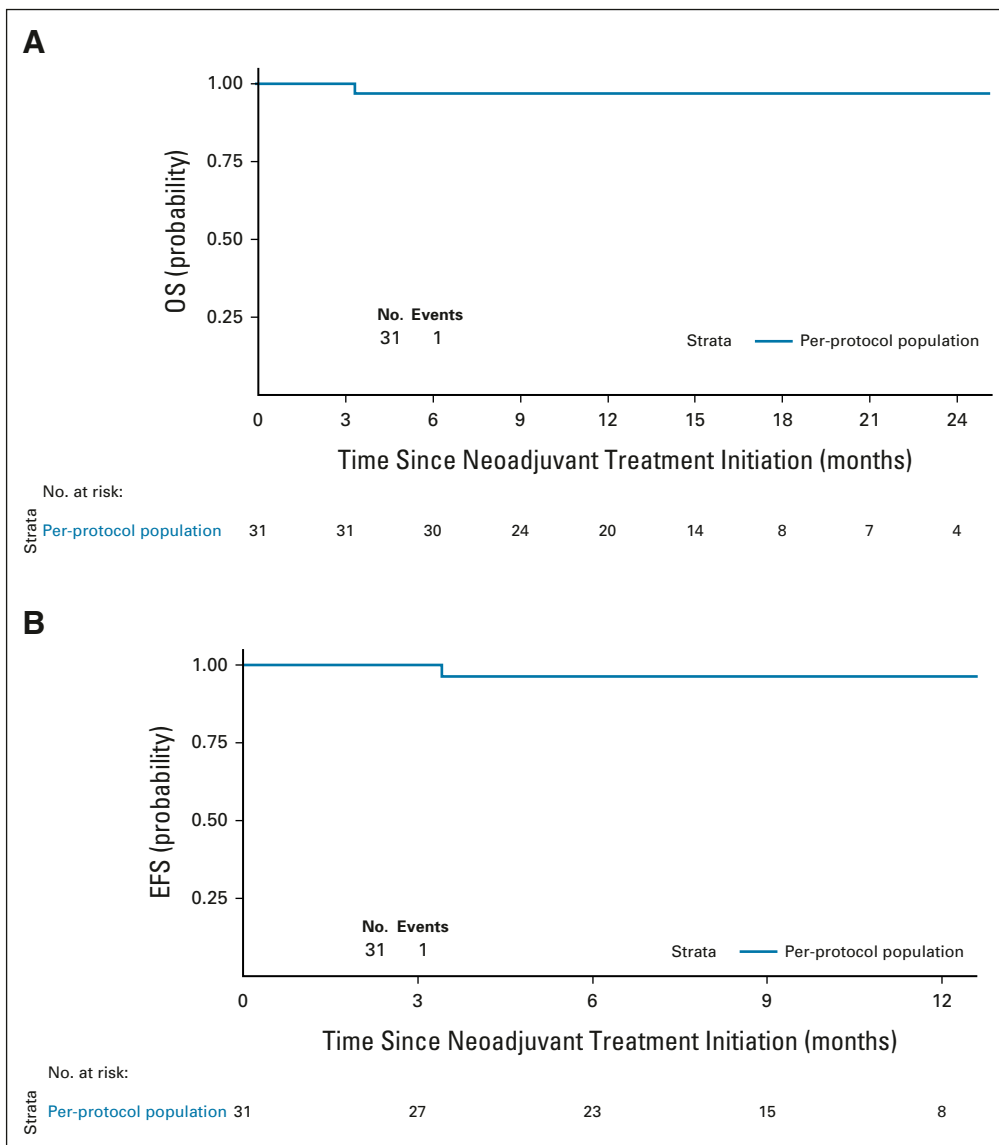 A
1.00
0.75
0.50
0.25
OS (probability)
No. Events
31 1
Strata Per-protocol population
0 3 6 9 12 15 18 21 24
Time Since Neoadjuvant Treatment Initiation (months)
No. at risk:
Strata
Per-protocol population 31 31 30 24 20 14 8 7 4
B
1.00
0.75
0.50
0.25
EFS (probability)
No. Events
31 1
Strata Per-protocol population
0 3 6 9 12
Time Since Neoadjuvant Treatment Initiation (months)
No. at risk:
Strata
Per-protocol population 31 27 23 15 8